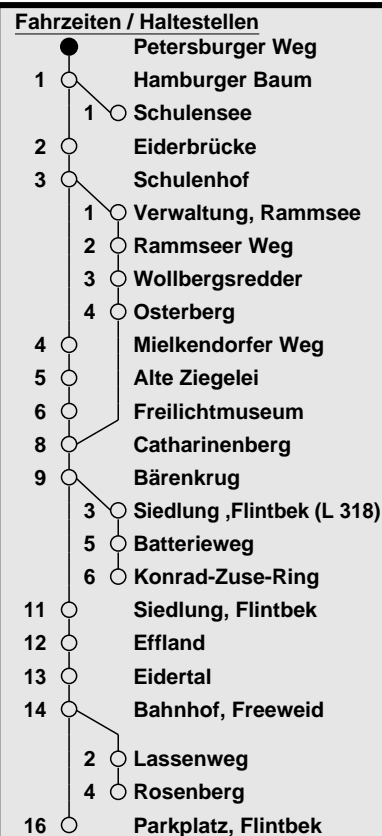 Fahrzeiten / Haltestellen
Petersburger Weg
1 Hamburger Baum
1 Schulensee
2 Eiderbrücke
3 Schulenhof
1 Verwaltung, Rammsee
2 Rammseer Weg
3 Wollbergsredder
4 Osterberg
4 Mielkendorfer Weg
5 Alte Ziegelei
6 Freilichtmuseum
8 Catharinenberg
9 Bärenkrug
3 Siedlung ,Flintbek (L 318)
5 Batterieweg
6 Konrad-Zuse-Ring
11 Siedlung, Flintbek
12 Effland
13 Eidertal
14 Bahnhof, Freeweid
2 Lassenweg
4 Rosenberg
16 Parkplatz, Flintbek